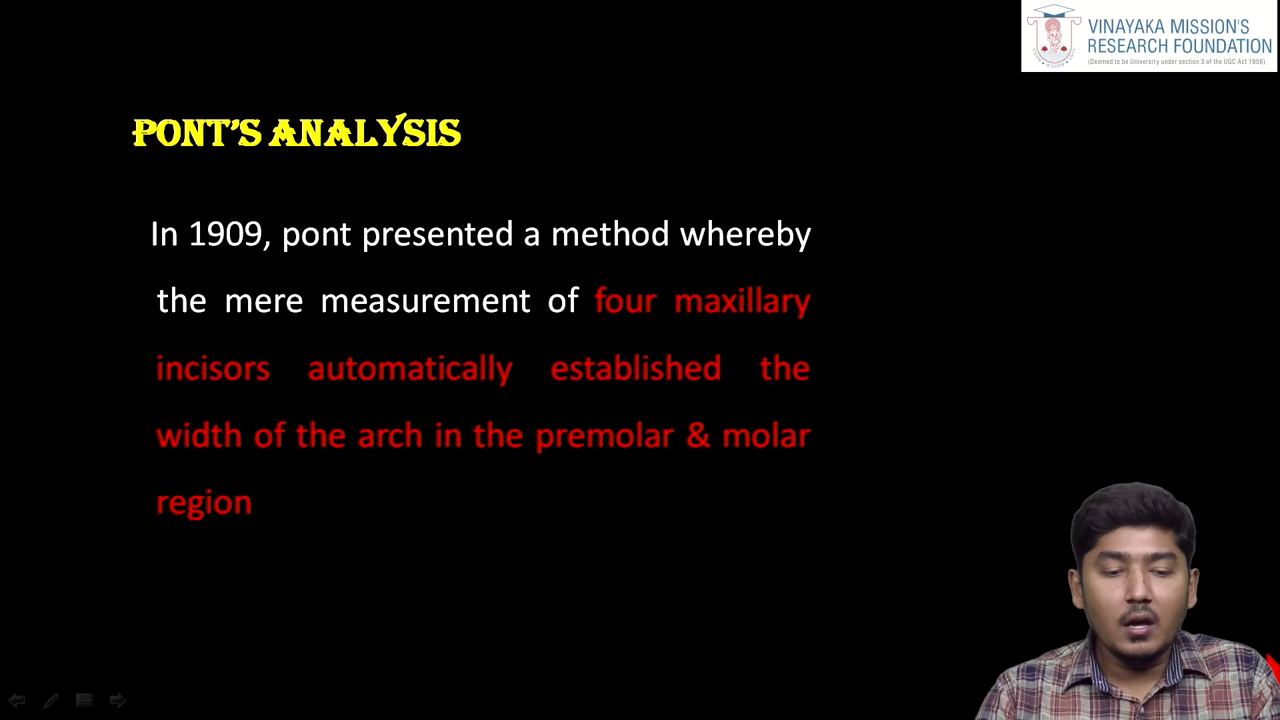 VINAYAKA MISSION'S
RESEARCH FOUNDATION
(Deemed to be University under section 3 of the UGC Act 1956)
PONT'S ANALYSIS
In 1909, pont presented a method whereby
the mere measurement of four maxillary
incisors automatically established the
width of the arch in the premolar & molar
region